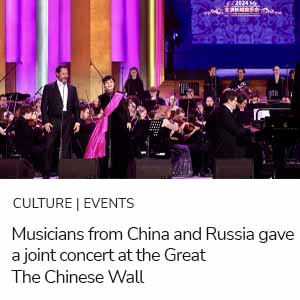 2024
CULTURE | EVENTS
Musicians from China and Russia gave
a joint concert at the Great
The Chinese Wall